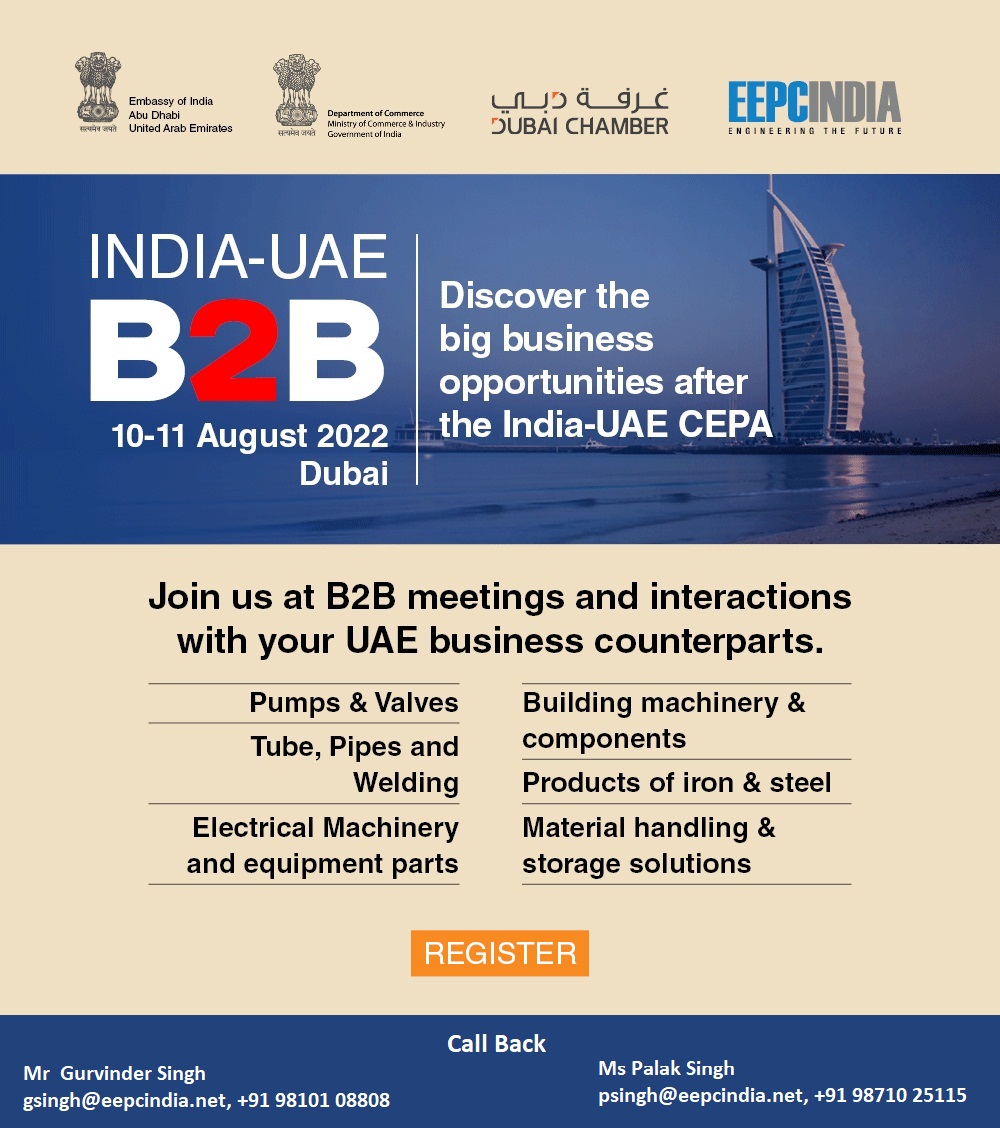 सत्यमेव जयते
Embassy of India
Abu Dhabi
United Arab Emirates
सत्यमेव जयते
Department of Commerce
Ministry of Commerce & Industry
Government of India
غرفـة دبي
DUBAI CHAMBER
EEPCINDIA
ENGINEERING THE FUTURE
INDIA-UAE
B2B
10-11 August 2022
Dubai
Discover the
big business
opportunities after
the India-UAE CEPA
Join us at B2B meetings and interactions
with your UAE business counterparts.
Pumps & Valves
Tube, Pipes and
Welding
Electrical Machinery
and equipment parts
Building machinery &
components
Products of iron & steel
Material handling &
storage solutions
REGISTER
Call Back
Mr Gurvinder Singh
gsingh@eepcindia.net, +91 98101 08808
Ms Palak Singh
psingh@eepcindia.net, +91 98710 25115